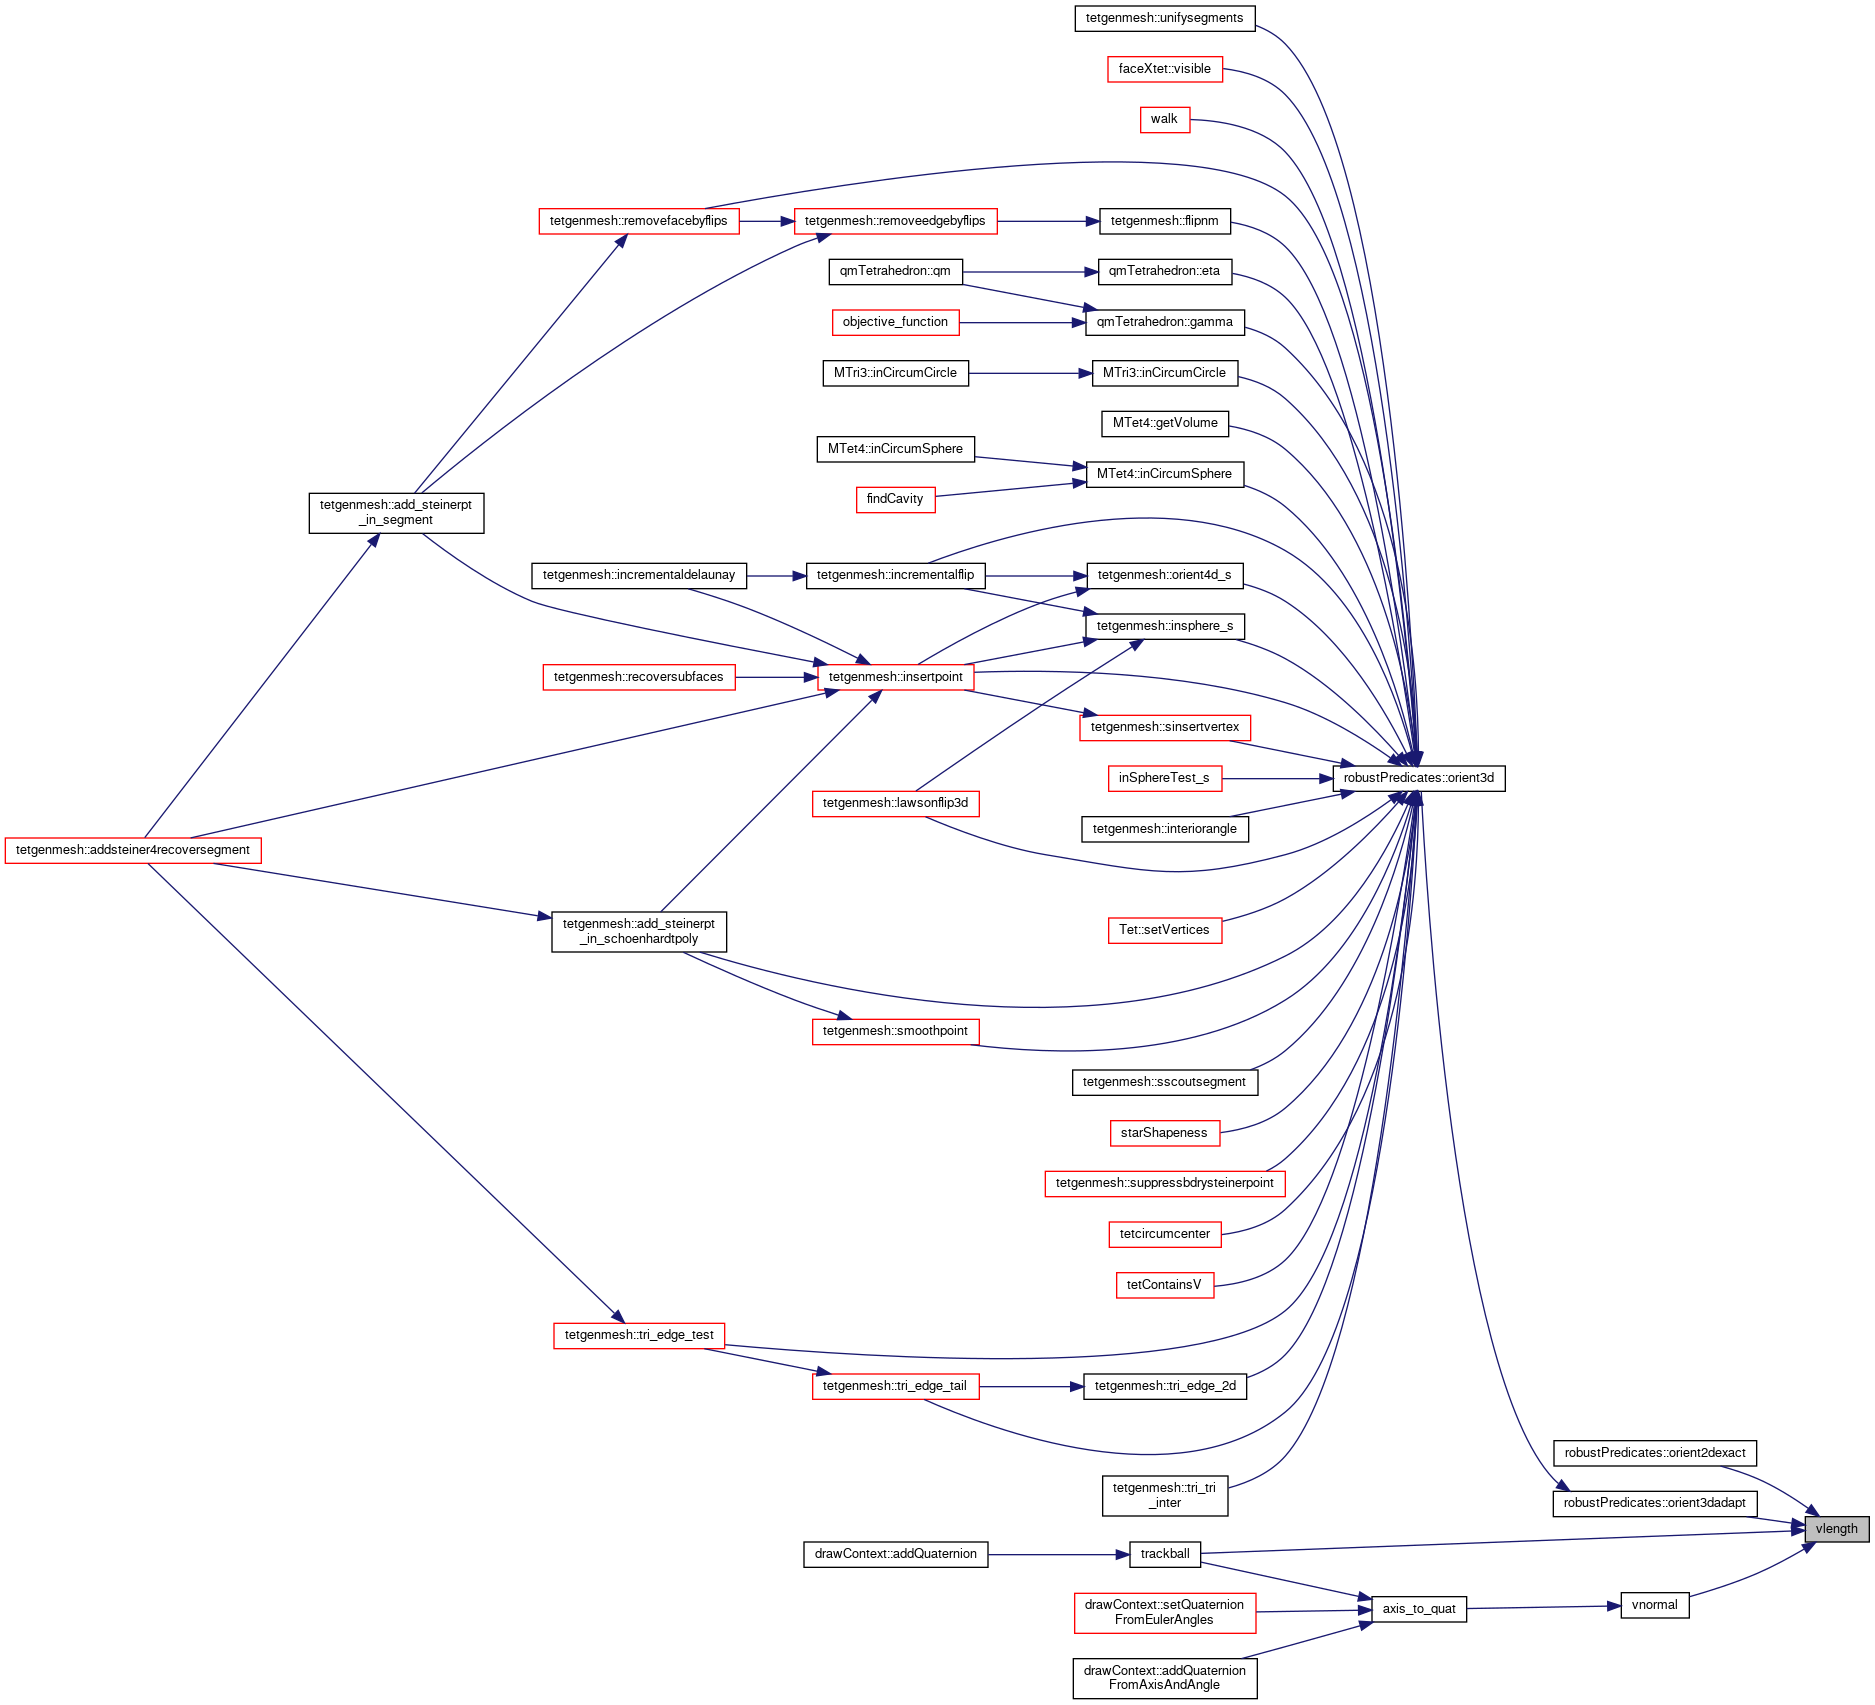 tetgenmesh::unifysegments
faceXtet::visible
walk
tetgenmesh::removefacebyflips
tetgenmesh::removeedgebyflips
tetgenmesh::flipnm
qmTetrahedron::qm
qmTetrahedron::eta
objective_function
qmTetrahedron::gamma
MTri3::inCircumCircle
MTri3::inCircumCircle
MTet4::getVolume
MTet4::inCircumSphere
MTet4::inCircumSphere
findCavity
tetgenmesh::add_steinerpt
_in_segment
tetgenmesh::incrementaldelaunay
tetgenmesh::incrementalflip
tetgenmesh::orient4d_s
tetgenmesh::insphere_s
tetgenmesh::recoversubfaces
tetgenmesh::insertpoint
tetgenmesh::sinsertvertex
inSphereTest_s
robustPredicates::orient3d
tetgenmesh::lawsonflip3d
tetgenmesh::interiorangle
tetgenmesh::addsteiner4recoversegment
tetgenmesh::add_steinerpt
_in_schoenhardtpoly
Tet::setVertices
tetgenmesh::smoothpoint
tetgenmesh::sscoutsegment
starShapeness
tetgenmesh::suppressbdrysteinerpoint
tetcircumcenter
tetContainsV
tetgenmesh::tri_edge_test
tetgenmesh::tri_edge_tail
tetgenmesh::tri_edge_2d
tetgenmesh::tri_tri
_inter
robustPredicates::orient2dexact
robustPredicates::orient3dadapt
vlength
drawContext::addQuaternion
trackball
drawContext::setQuaternion
FromEulerAngles
axis_to_quat
vnormal
drawContext::addQuaternion
FromAxisAndAngle